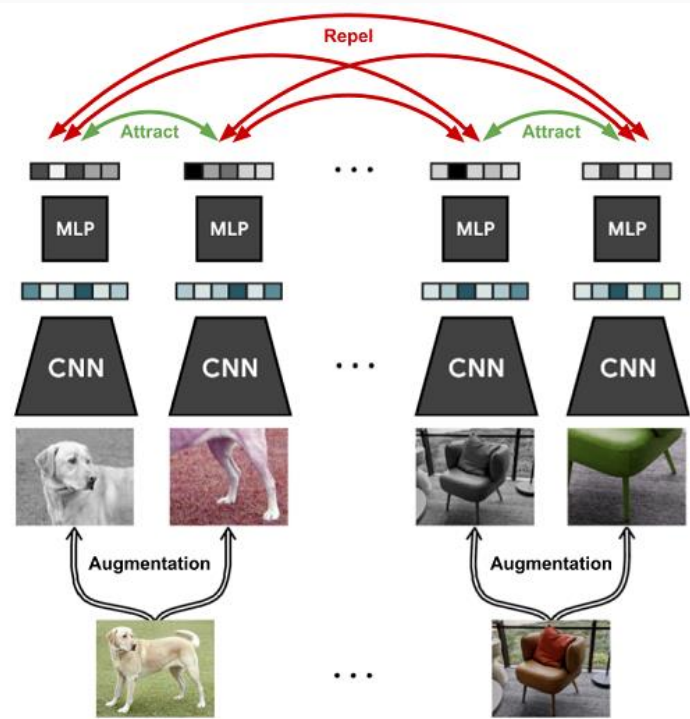 Repel
Attract
Attract
...
MLP
MLP
MLP
MLP
CNN
CNN
...
CNN
CNN
Augmentation
Augmentation
...